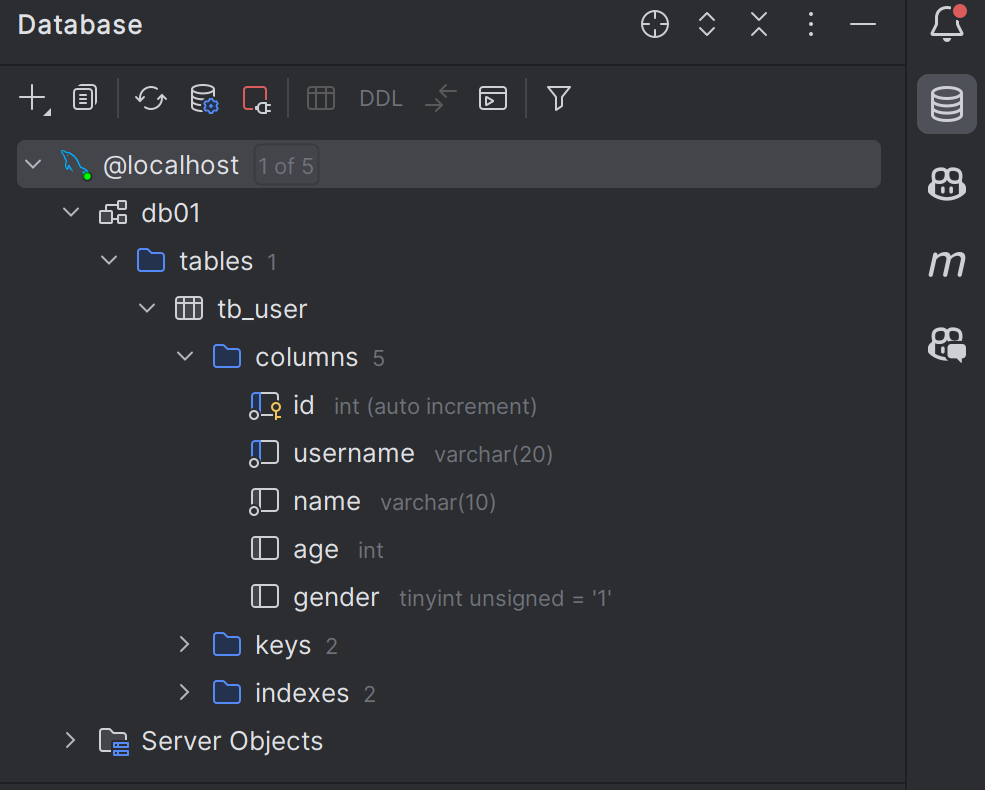 Database
DDL
@localhost 1 of 5
db01
tables 1
tb_user
columns 5
id int (auto increment)
username varchar(20)
name varchar(10)
age int
gender tinyint unsigned = '1'
keys 2
indexes 2
Server Objects
m